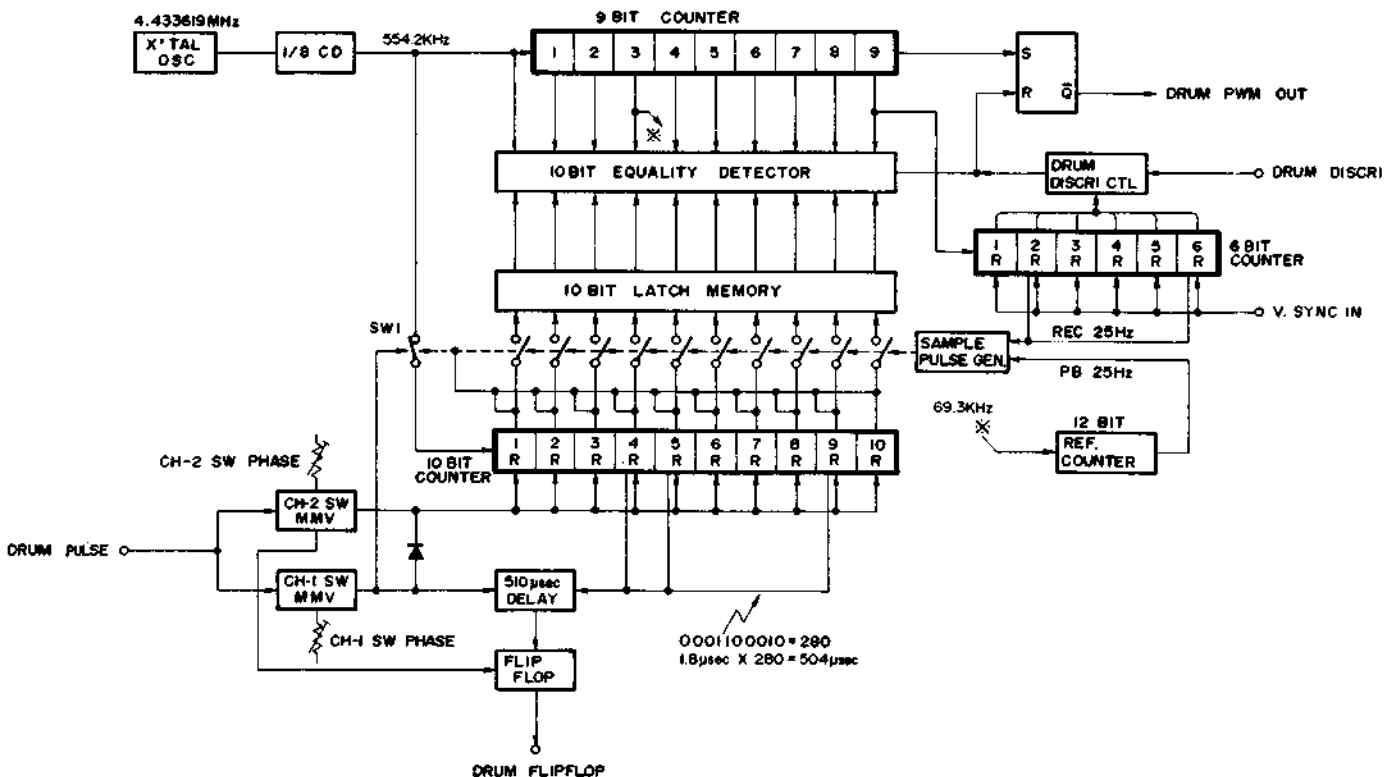 4.433619MHz
X'TAL
OSC
1/8 CD
554.2KHz
9 BIT COUNTER
1 2 3 4 5 6 7 8 9
S
R Q̅
DRUM PWM OUT
※
10 BIT EQUALITY DETECTOR
DRUM
DISCRI CTL
DRUM DISCRI
1 2 3 4 5 6
R R R R R R
6 BIT
COUNTER
10 BIT LATCH MEMORY
V. SYNC IN
SW1
REC 25Hz
SAMPLE
PULSE GEN.
PB 25Hz
69.3KHz
※
12 BIT
REF.
COUNTER
1 2 3 4 5 6 7 8 9 10
R R R R R R R R R R
10 BIT
COUNTER
CH-2 SW PHASE
CH-2 SW
MMV
DRUM PULSE
CH-1 SW
MMV
510μsec
DELAY
CH-1 SW PHASE
0001100010=280
1.8μsec X 280=504μsec
FLIP
FLOP
DRUM FLIPFLOP